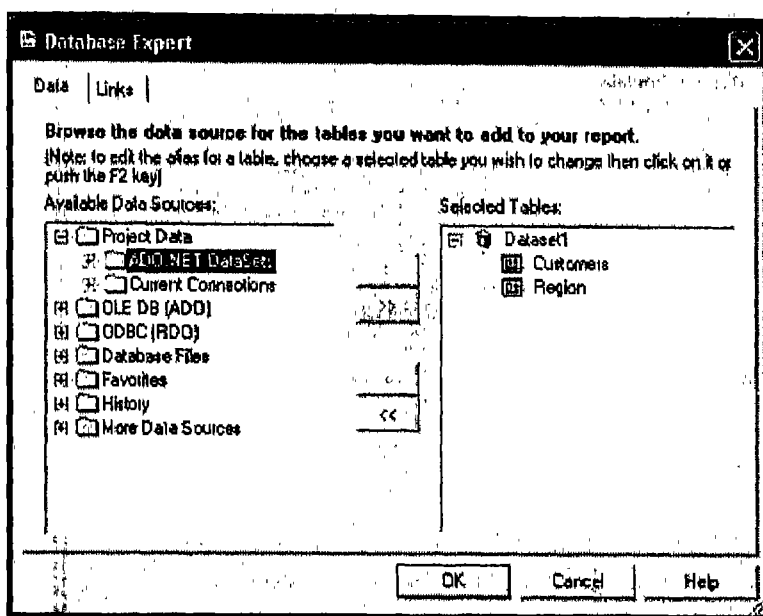 Database Expert
Data Links
Browse the data source for the tables you want to add to your report.
(Note: to edit the alias for a table, choose a selected table you wish to change then click on it or
push the F2 key)
Available Data Sources:
Project Data
ADO.NET DataSets
Current Connections
OLE DB (ADO)
ODBC (RDO)
Database Files
Favorites
History
More Data Sources
>>
<<
Selected Tables:
Dataset1
Customers
Region
OK Cancel Help